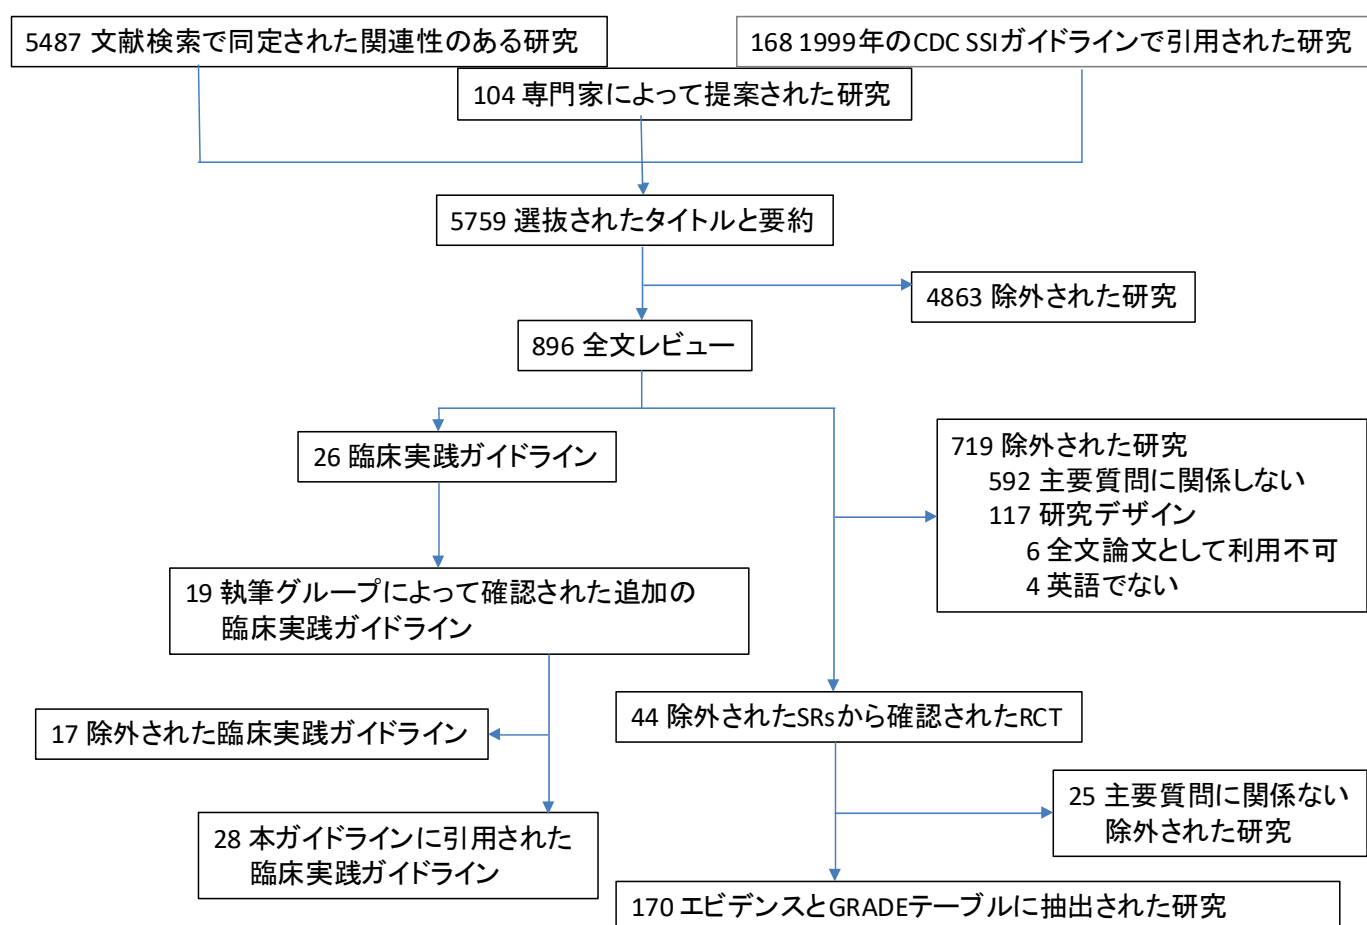 5487 文献検索で同定された関連性のある研究
168 1999年のCDC SSIガイドラインで引用された研究
104 専門家によって提案された研究
5759 選抜されたタイトルと要約
4863 除外された研究
896 全文レビュー
26 臨床実践ガイドライン
719 除外された研究
592 主要質問に関係しない
117 研究デザイン
6 全文論文として利用不可
4 英語でない
19 執筆グループによって確認された追加の
臨床実践ガイドライン
17 除外された臨床実践ガイドライン
44 除外されたSRsから確認されたRCT
25 主要質問に関係ない
除外された研究
28 本ガイドラインに引用された
臨床実践ガイドライン
170 エビデンスとGRADEテーブルに抽出された研究